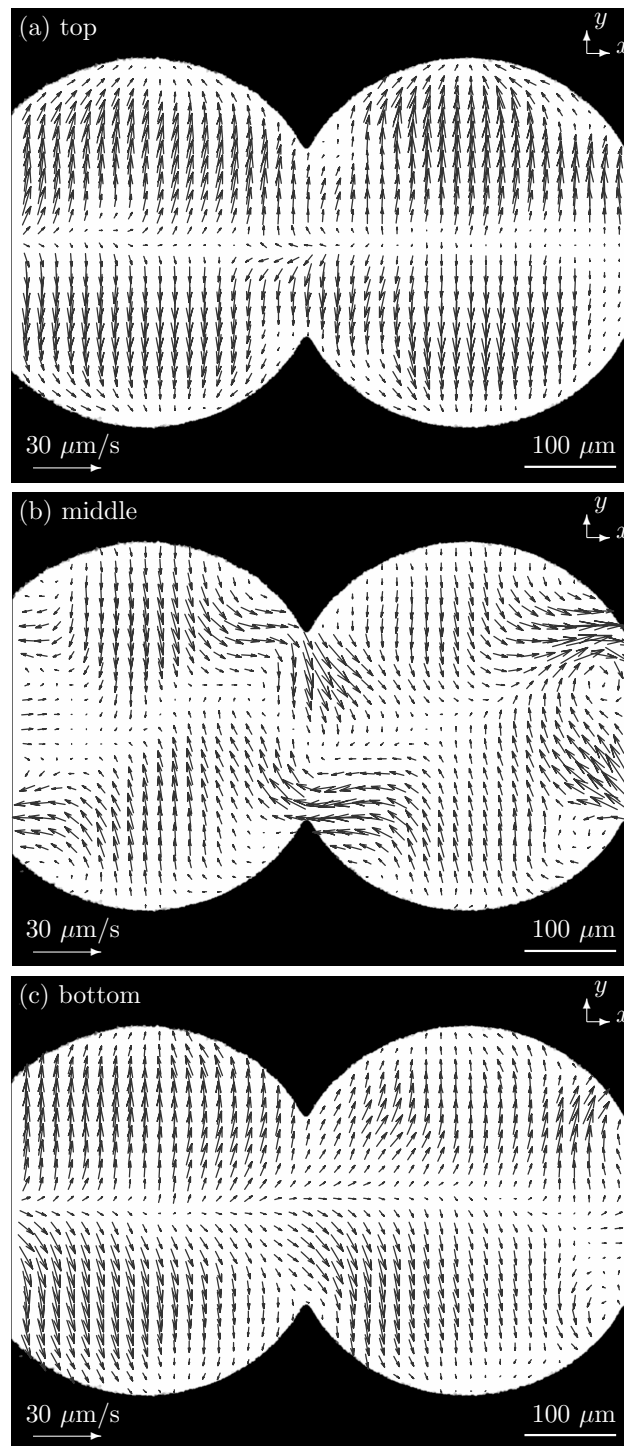 (a) top
y
x
30 μm/s
100 μm
(b) middle
y
x
30 μm/s
100 μm
(c) bottom
y
x
30 μm/s
100 μm